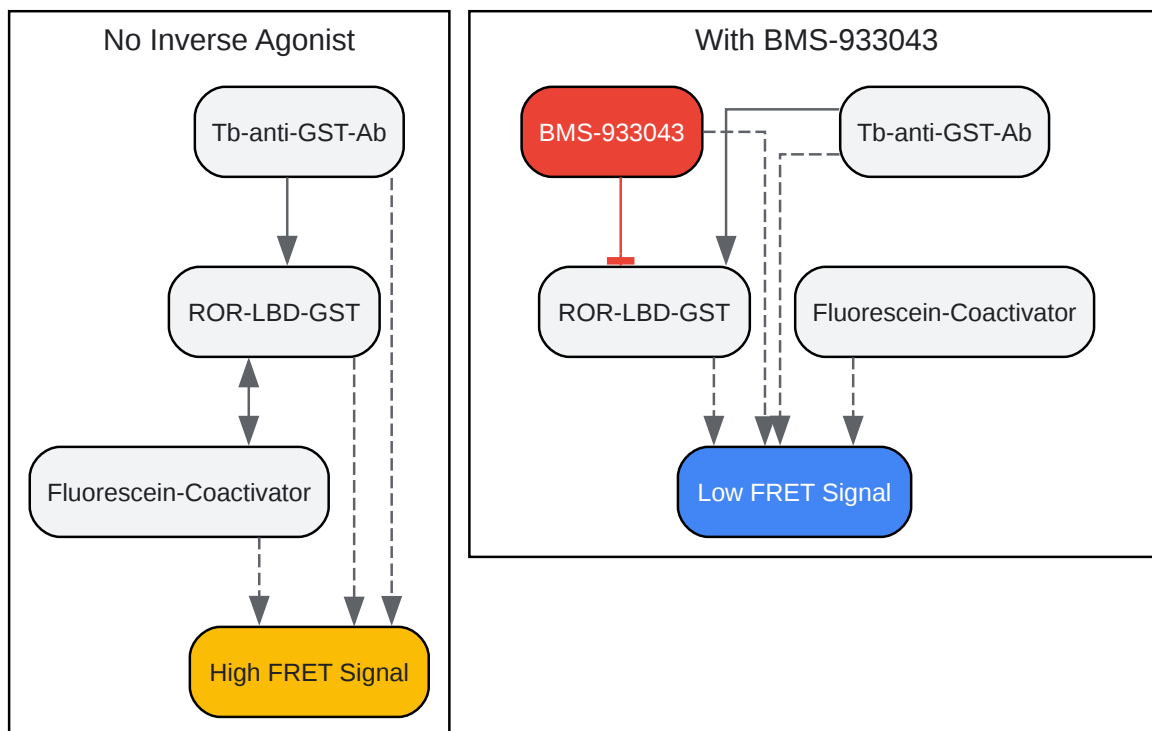 No Inverse Agonist
Tb-anti-GST-Ab
ROR-LBD-GST
Fluorescein-Coactivator
High FRET Signal
With BMS-933043
BMS-933043
Tb-anti-GST-Ab
ROR-LBD-GST
Fluorescein-Coactivator
Low FRET Signal